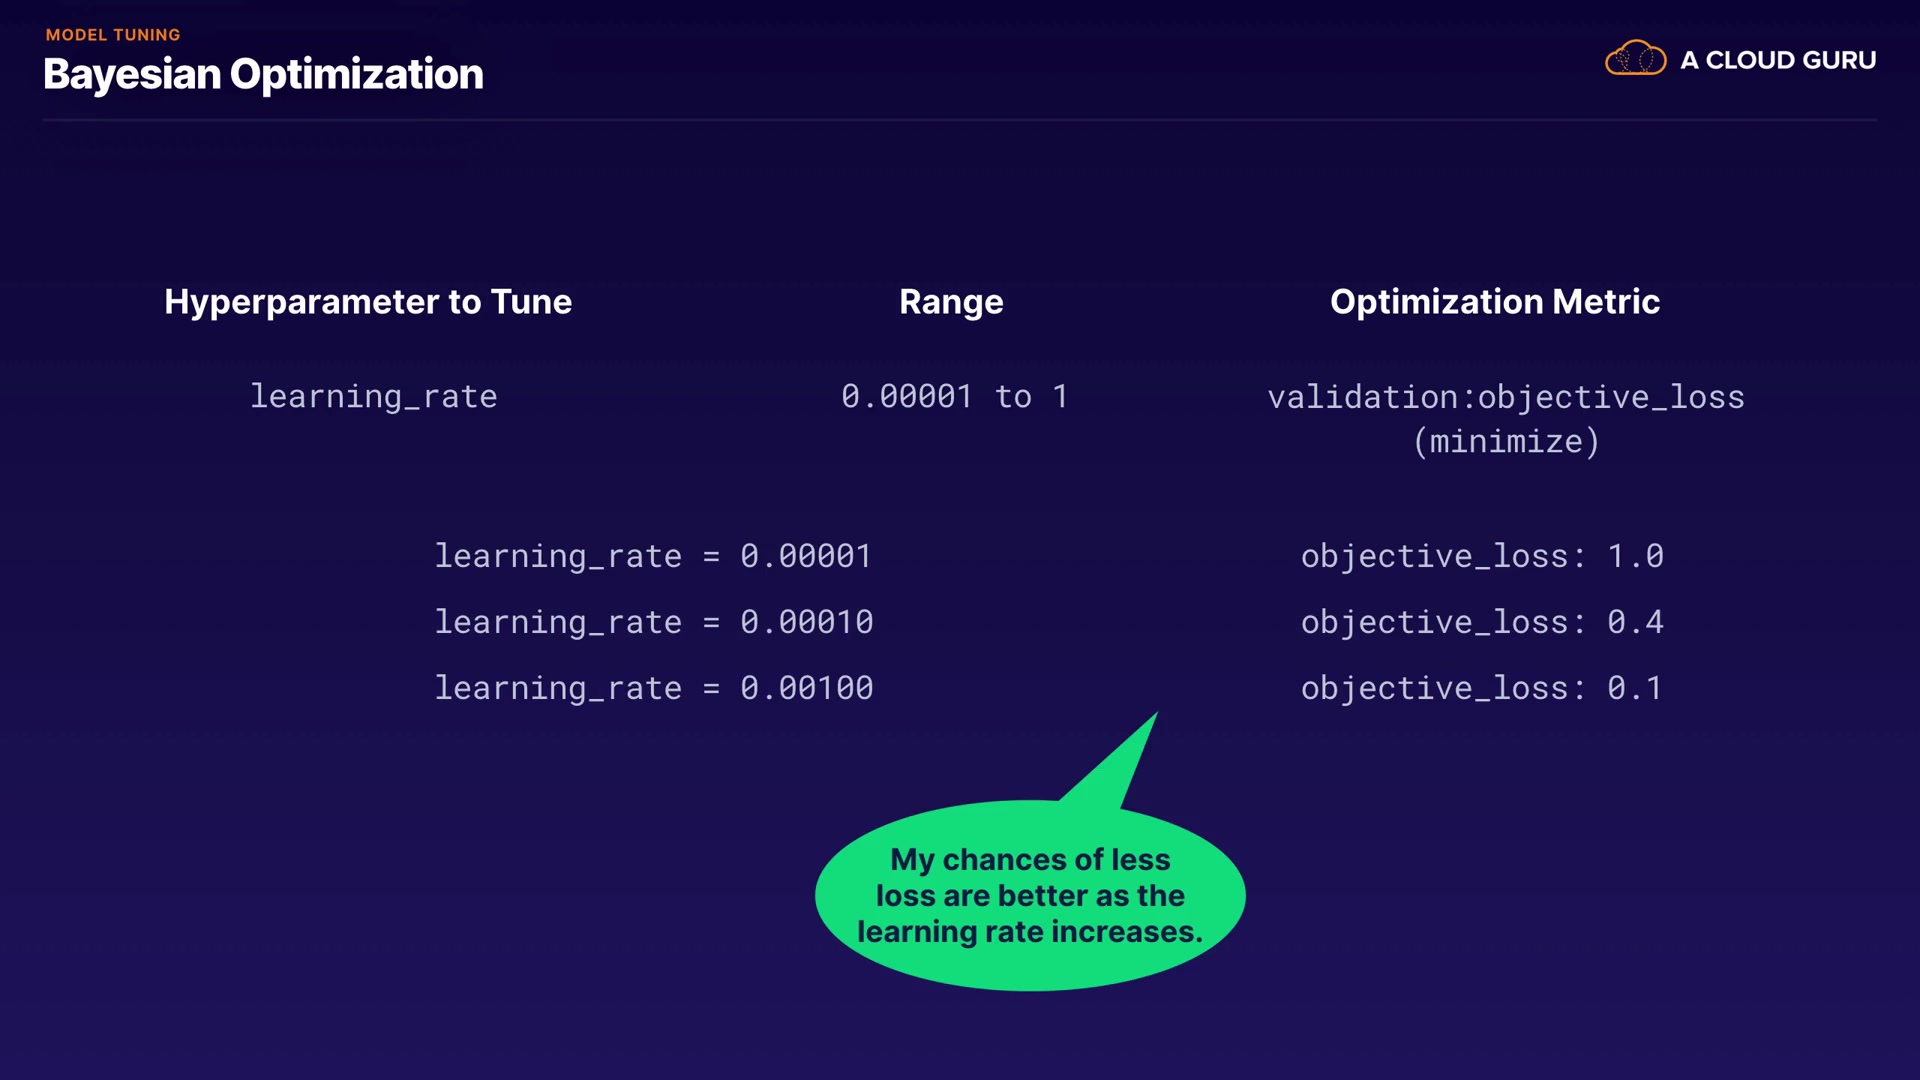 MODEL TUNING
Bayesian Optimization
A CLOUD GURU
Hyperparameter to Tune Range Optimization Metric
learning_rate 0.00001 to 1 validation:objective_loss
(minimize)
learning_rate = 0.00001 objective_loss: 1.0
learning_rate = 0.00010 objective_loss: 0.4
learning_rate = 0.00100 objective_loss: 0.1
My chances of less
loss are better as the
learning rate increases.